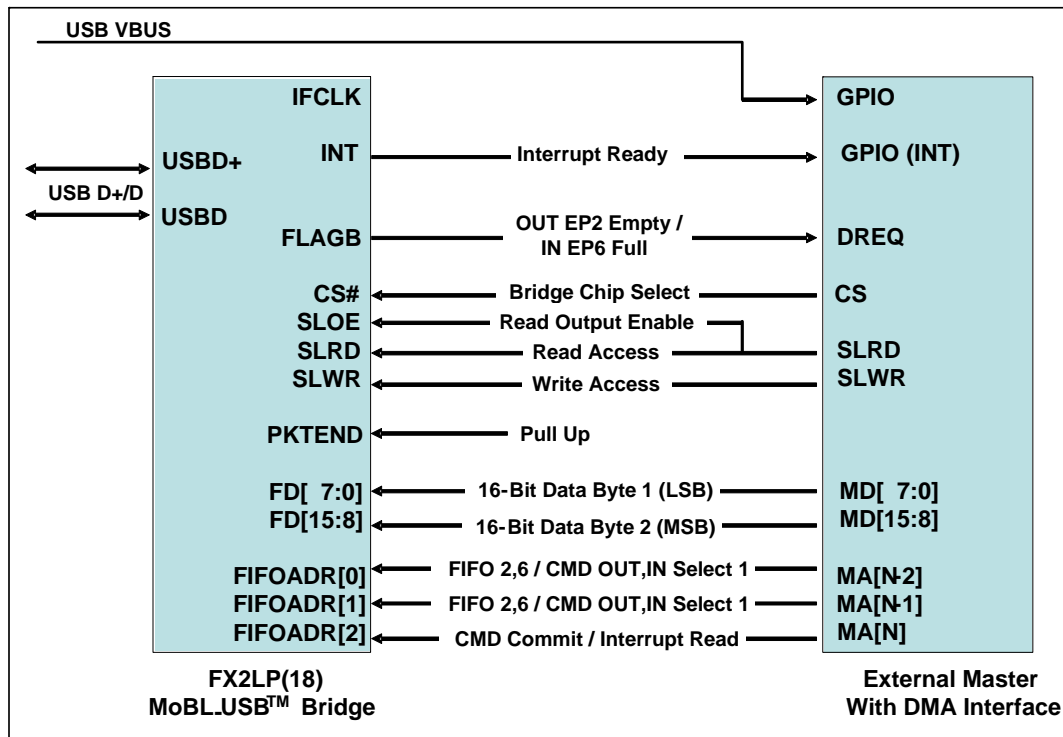 USB VBUS
IFCLK
GPIO
INT
Interrupt Ready
GPIO (INT)
USBD+
USB D+/D
USBD
FLAGB
OUT EP2 Empty /
IN EP6 Full
DREQ
CS#
Bridge Chip Select
CS
SLOE
Read Output Enable
SLRD
Read Access
SLRD
SLWR
Write Access
SLWR
PKTEND
Pull Up
FD[ 7:0]
16-Bit Data Byte 1 (LSB)
MD[ 7:0]
FD[15:8]
16-Bit Data Byte 2 (MSB)
MD[15:8]
FIFOADR[0]
FIFO 2,6 / CMD OUT,IN Select 1
MA[N-2]
FIFOADR[1]
FIFO 2,6 / CMD OUT,IN Select 1
MA[N-1]
FIFOADR[2]
CMD Commit / Interrupt Read
MA[N]
FX2LP(18)
MoBL-USB™ Bridge
External Master
With DMA Interface